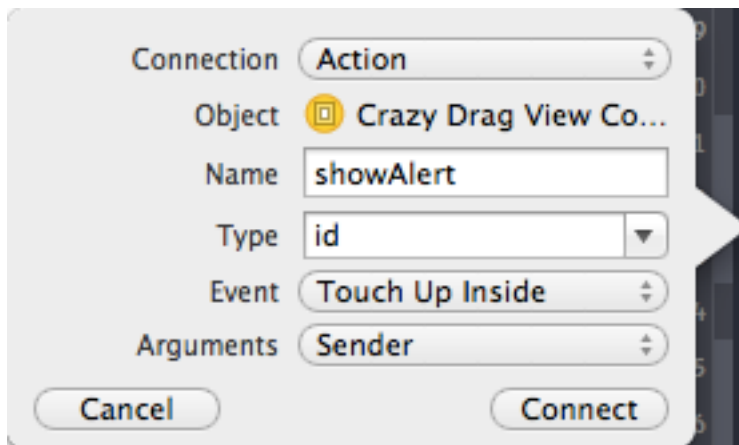 Connection Action
Object Crazy Drag View Co...
Name showAlert
Type id
Event Touch Up Inside
Arguments Sender
Cancel Connect